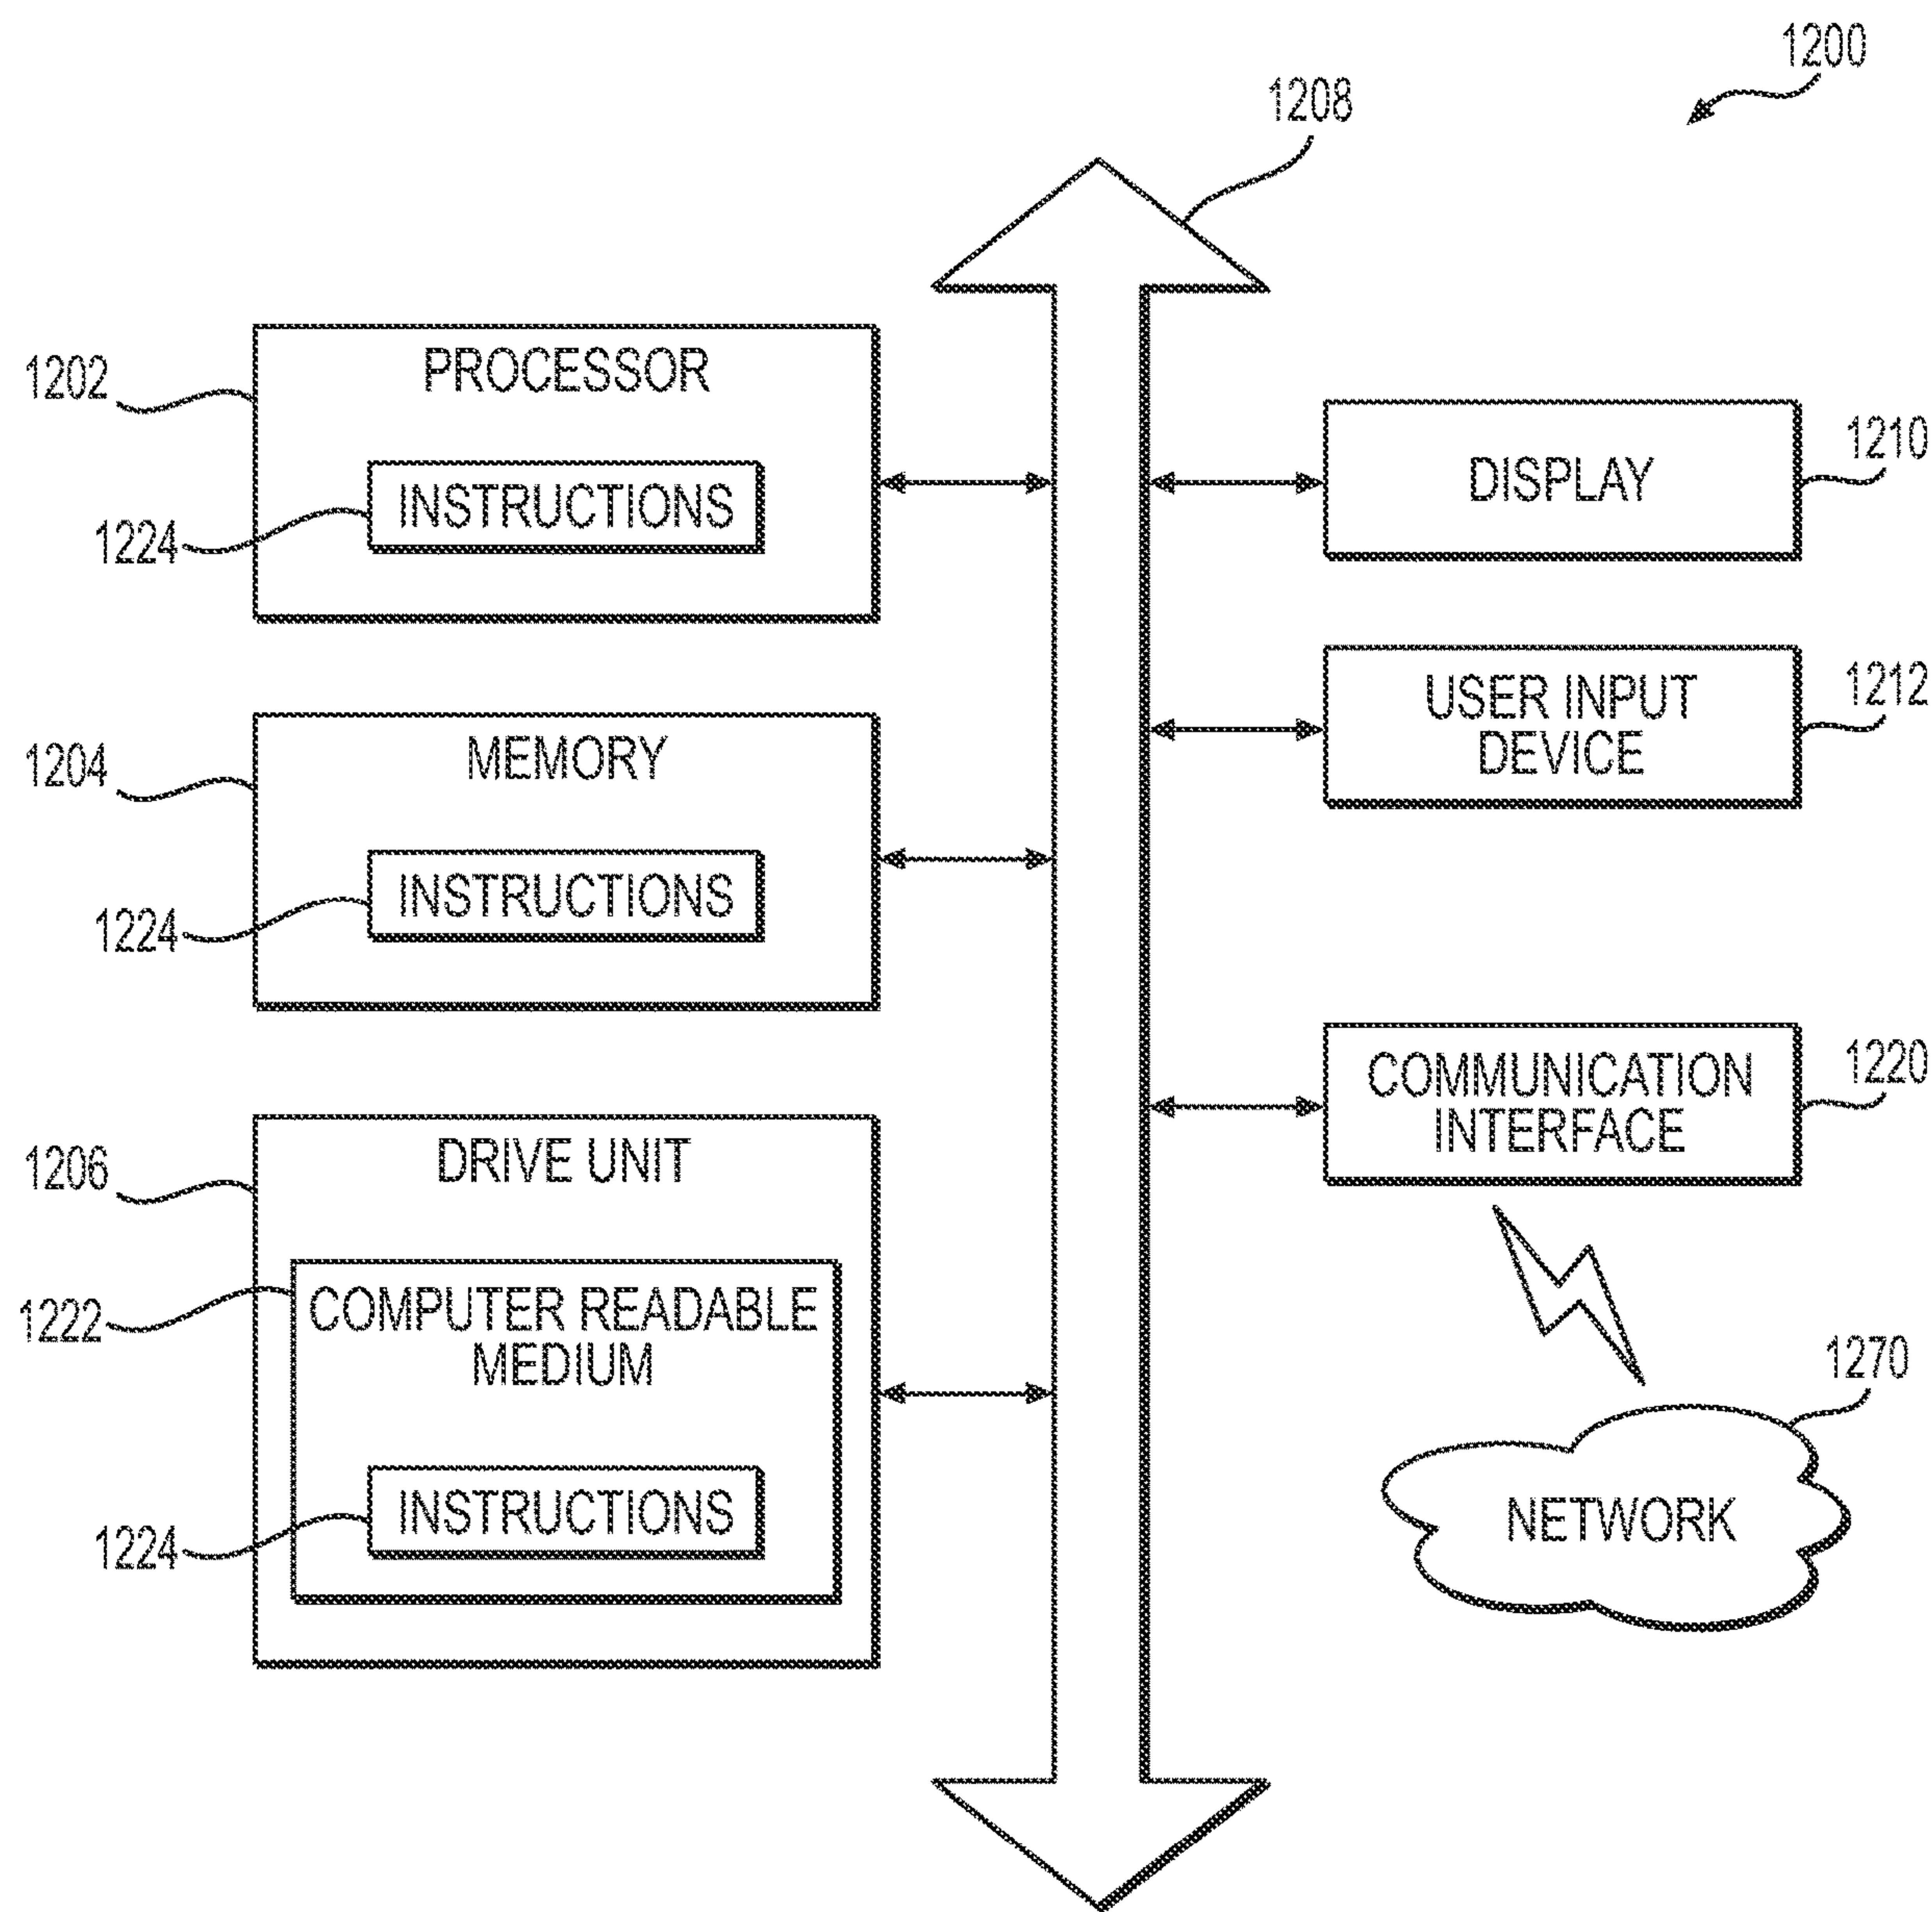 1200
1208
1202
PROCESSOR
1224
INSTRUCTIONS
1204
MEMORY
1224
INSTRUCTIONS
1206
DRIVE UNIT
1222
COMPUTER READABLE
MEDIUM
1224
INSTRUCTIONS
DISPLAY
1210
USER INPUT
DEVICE
1212
COMMUNICATION
INTERFACE
1220
1270
NETWORK